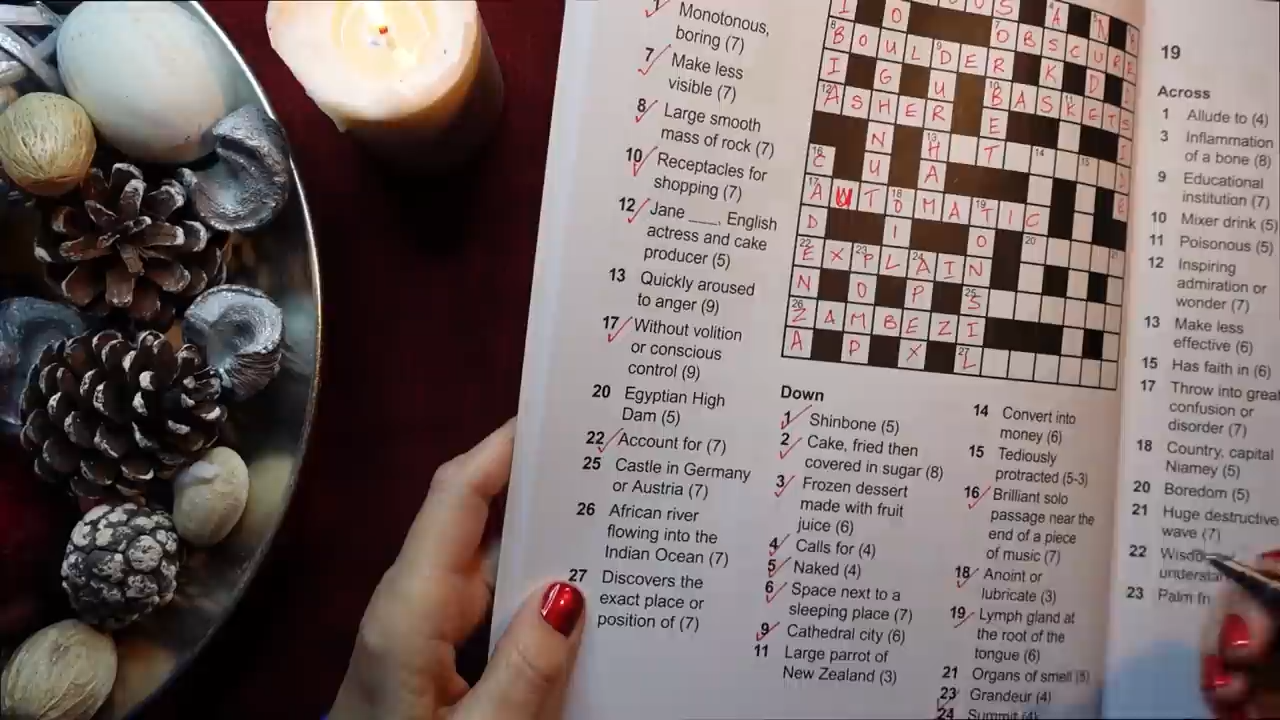 1 Monotonous,
boring (7)
7 Make less
visible (7)
8 Large smooth
mass of rock (7)
10 Receptacles for
shopping (7)
12 Jane ___, English
actress and cake
producer (5)
13 Quickly aroused
to anger (9)
17 Without volition
or conscious
control (9)
20 Egyptian High
Dam (5)
22 Account for (7)
25 Castle in Germany
or Austria (7)
26 African river
flowing into the
Indian Ocean (7)
27 Discovers the
exact place or
position of (7)
BOULDER
OBSCURE
ASHER
BASKETS
AUTOMATIC
EXPLAIN
ZAMBEZI
Down
1 Shinbone (5)
2 Cake, fried then
covered in sugar (8)
3 Frozen dessert
made with fruit
juice (6)
4 Calls for (4)
5 Naked (4)
6 Space next to a
sleeping place (7)
9 Cathedral city (6)
11 Large parrot of
New Zealand (3)
14 Convert into
money (6)
15 Tediously
protracted (5-3)
16 Brilliant solo
passage near the
end of a piece
of music (7)
18 Anoint or
lubricate (3)
19 Lymph gland at
the root of the
tongue (6)
21 Organs of smell (5)
23 Grandeur (4)
24 Summit (4)
19
Across
1 Allude to (4)
3 Inflammation
of a bone (8)
9 Educational
institution (7)
10 Mixer drink (5)
11 Poisonous (5)
12 Inspiring
admiration or
wonder (7)
13 Make less
effective (6)
15 Has faith in (6)
17 Throw into great
confusion or
disorder (7)
18 Country, capital
Niamey (5)
20 Boredom (5)
21 Huge destructive
wave (7)
22
23 Palm